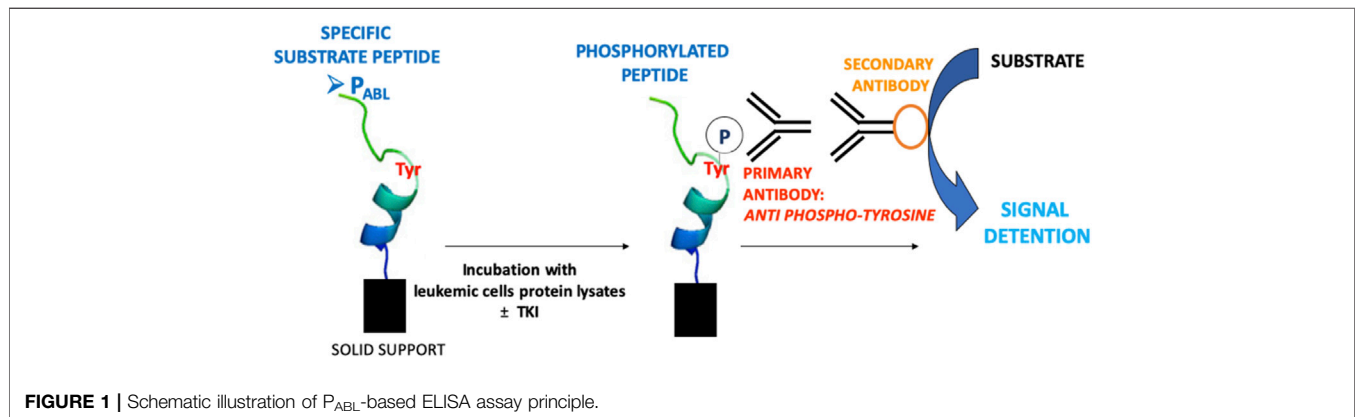 SPECIFIC
SUBSTRATE PEPTIDE
➢ PABL
Tyr
SOLID SUPPORT
Incubation with
leukemic cells protein lysates
± TKI
PHOSPHORYLATED
PEPTIDE
P
Tyr
PRIMARY
ANTIBODY:
ANTI PHOSPHO-TYROSINE
SECONDARY
ANTIBODY
SUBSTRATE
SIGNAL
DETENTION
FIGURE 1 | Schematic illustration of PABL-based ELISA assay principle.